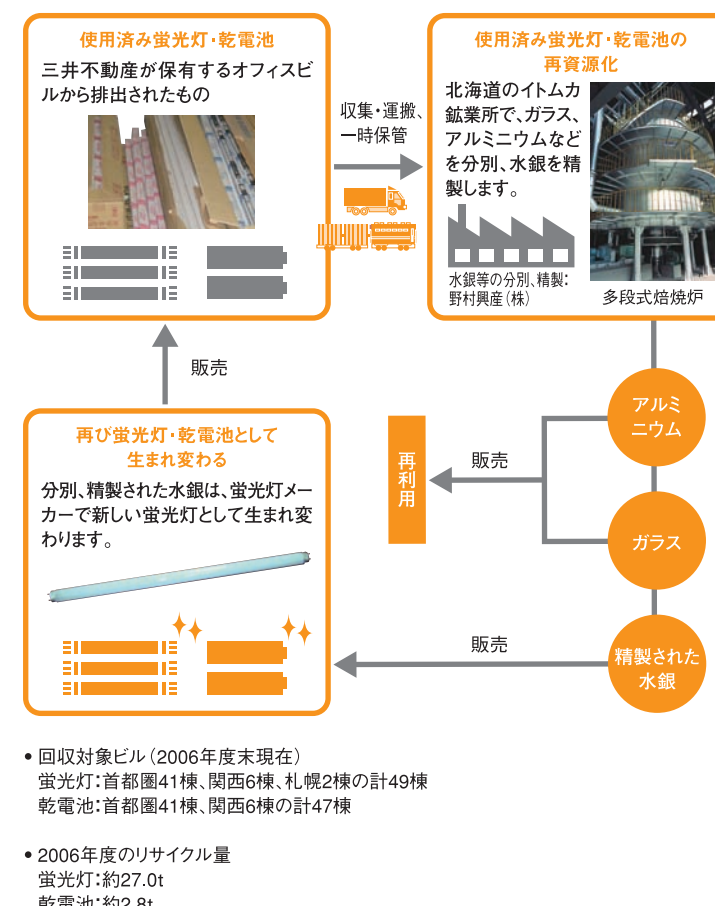 使用済み蛍光灯・乾電池
三井不動産が保有するオフィスビ
ルから排出されたもの
収集・運搬、
一時保管
使用済み蛍光灯・乾電池の
再資源化
北海道のイトムカ
鉱業所で、ガラス、
アルミニウムなど
を分別、水銀を精
製します。
水銀等の分別、精製:
野村興産(株)
多段式焙焼炉
アルミ
ニウム
ガラス
精製された
水銀
販売
再利用
販売
再び蛍光灯・乾電池として
生まれ変わる
分別、精製された水銀は、蛍光灯メー
カーで新しい蛍光灯として生まれ変
わります。
販売
• 回収対象ビル(2006年度末現在)
蛍光灯:首都圏41棟、関西6棟、札幌2棟の計49棟
乾電池:首都圏41棟、関西6棟の計47棟
• 2006年度のリサイクル量
蛍光灯:約27.0t
乾電池:約2.8t